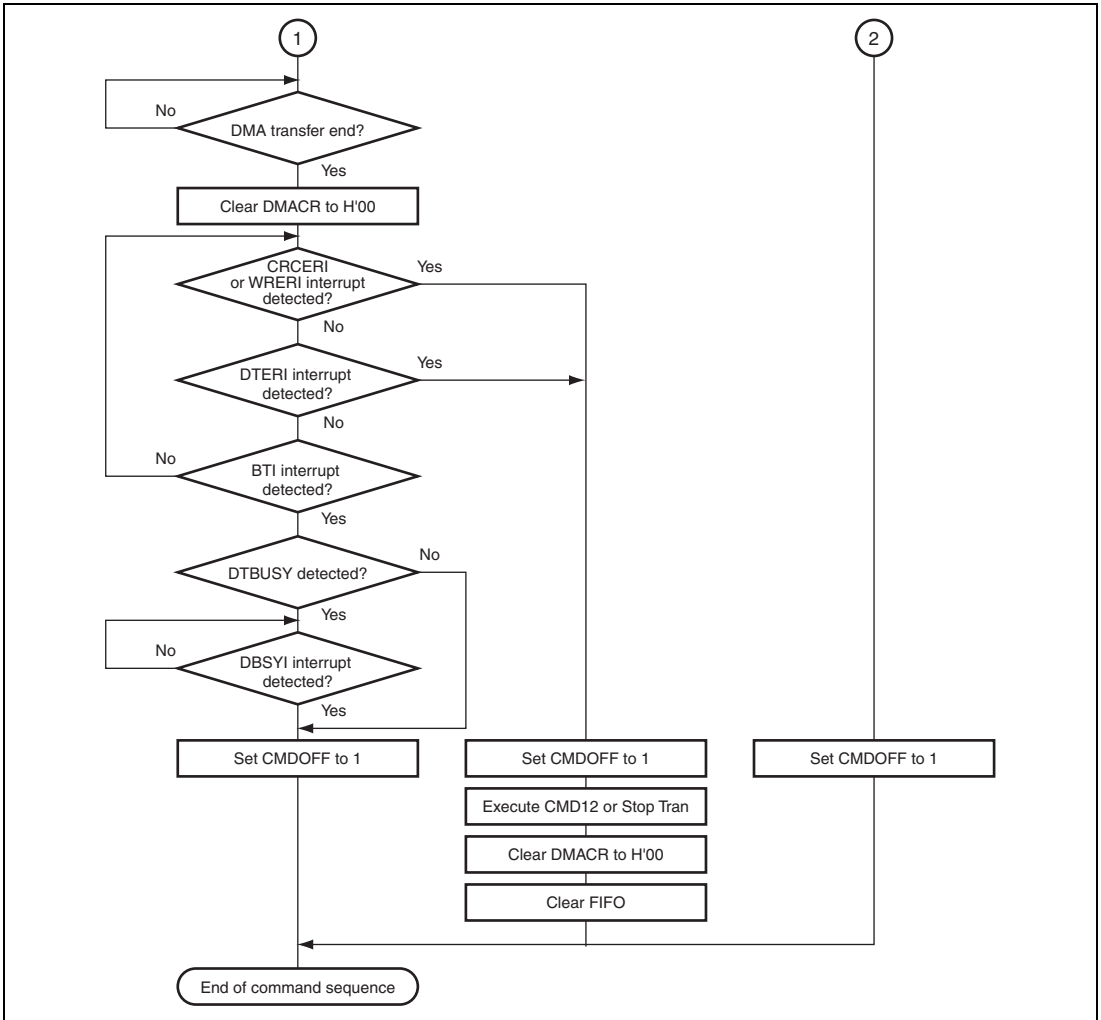 1
2
No
DMA transfer end?
Yes
Clear DMACR to H'00
CRCERI
or WRERI interrupt
detected?
Yes
No
DTERI interrupt
detected?
Yes
No
No
BTI interrupt
detected?
Yes
DTBUSY detected?
No
Yes
No
DBSYI interrupt
detected?
Yes
Set CMDOFF to 1
Set CMDOFF to 1
Set CMDOFF to 1
Execute CMD12 or Stop Tran
Clear DMACR to H'00
Clear FIFO
End of command sequence